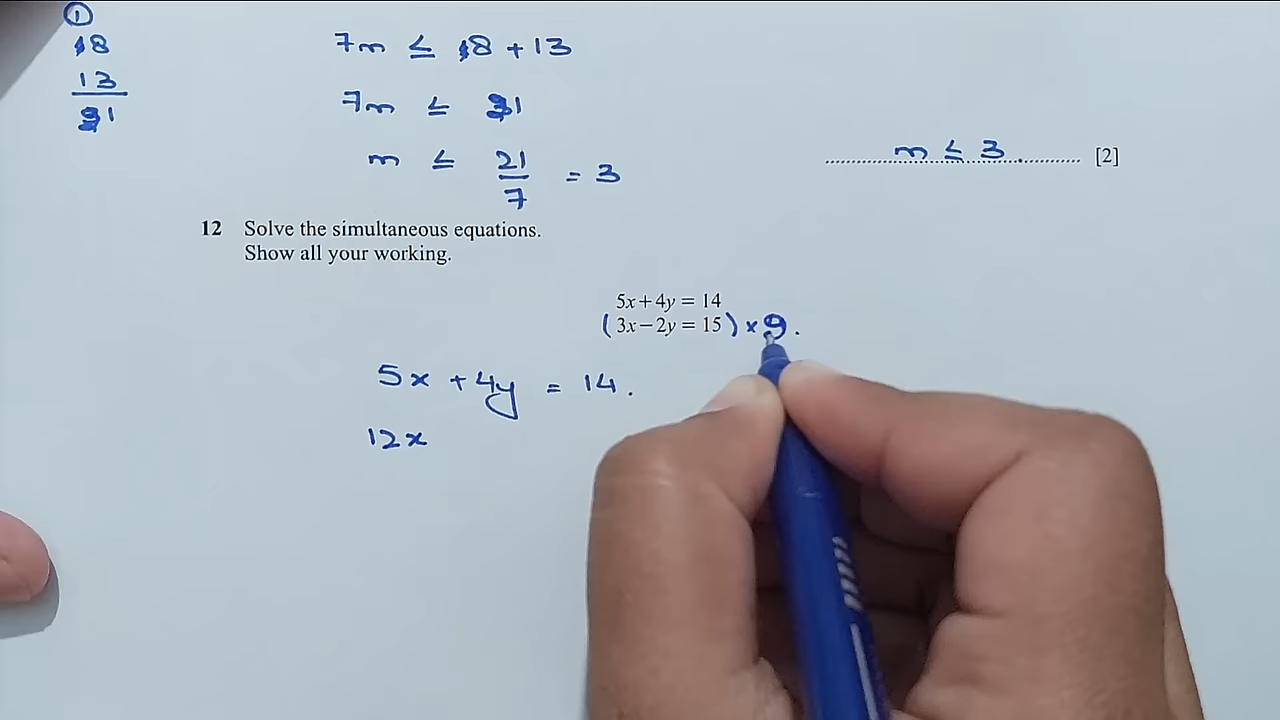 ①
18
13
31
7m ≤ 18 + 13
7m ≤ 31
m ≤ 21/7 = 3
m ≤ 3 [2]
12 Solve the simultaneous equations.
Show all your working.
5x + 4y = 14
(3x − 2y = 15) ×
5x + 4y = 14.
12x